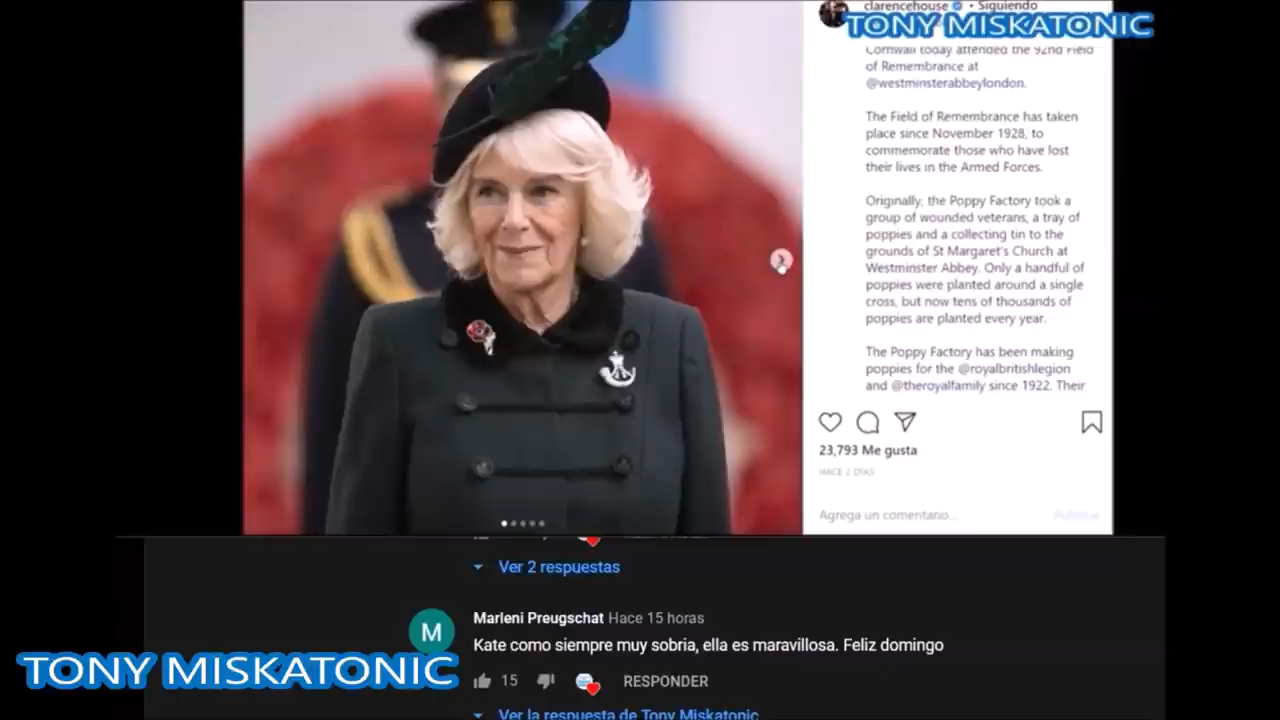 clarencehouse • Siguiendo
TONY MISKATONIC
Cornwall today attended the 92nd Field
of Remembrance at
@westminsterabbeylondon.
The Field of Remembrance has taken
place since November 1928, to
commemorate those who have lost
their lives in the Armed Forces.
Originally, the Poppy Factory took a
group of wounded veterans, a tray of
poppies and a collecting tin to the
grounds of St Margaret's Church at
Westminster Abbey. Only a handful of
poppies were planted around a single
cross, but now tens of thousands of
poppies are planted every year.
The Poppy Factory has been making
poppies for the @royalbritishlegion
and @theroyalfamily since 1922. Their
23,793 Me gusta
HACE 2 DÍAS
Agrega un comentario...
Publicar
Ver 2 respuestas
M
Marleni Preugschat Hace 15 horas
Kate como siempre muy sobria, ella es maravillosa. Feliz domingo
TONY MISKATONIC
15 RESPONDER
Ver la respuesta de Tony Miskatonic